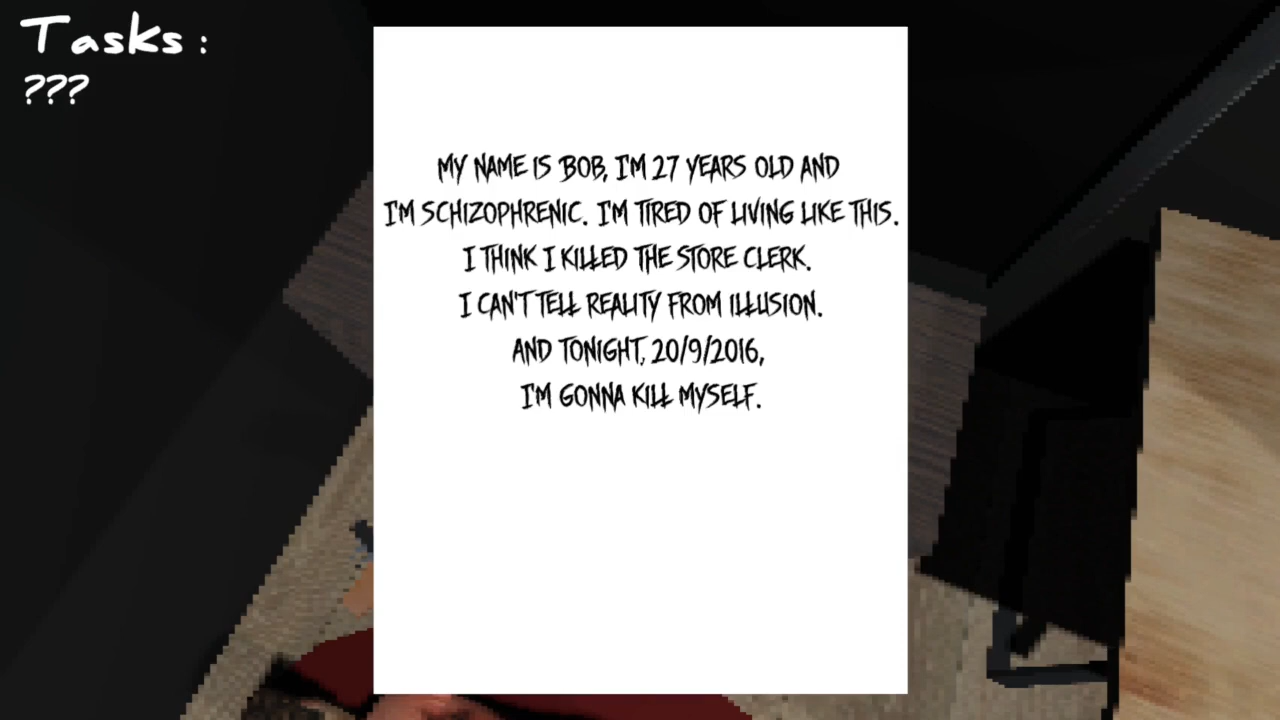 Tasks:
???
MY NAME IS BOB, I'M 27 YEARS OLD AND
I'M SCHIZOPHRENIC. I'M TIRED OF LIVING LIKE THIS.
I THINK I KILLED THE STORE CLERK.
I CAN'T TELL REALITY FROM ILLUSION.
AND TONIGHT, 20/9/2016,
I'M GONNA KILL MYSELF.